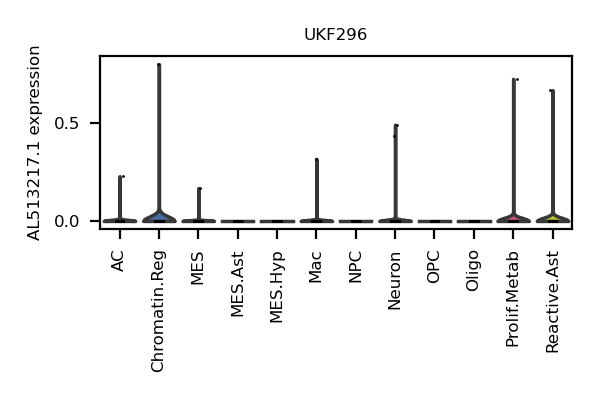 UKF296
AL513217.1 expression
0.5
0.0
AC
Chromatin.Reg
MES
MES.Ast
MES.Hyp
Mac
NPC
Neuron
OPC
Oligo
Prolif.Metab
Reactive.Ast